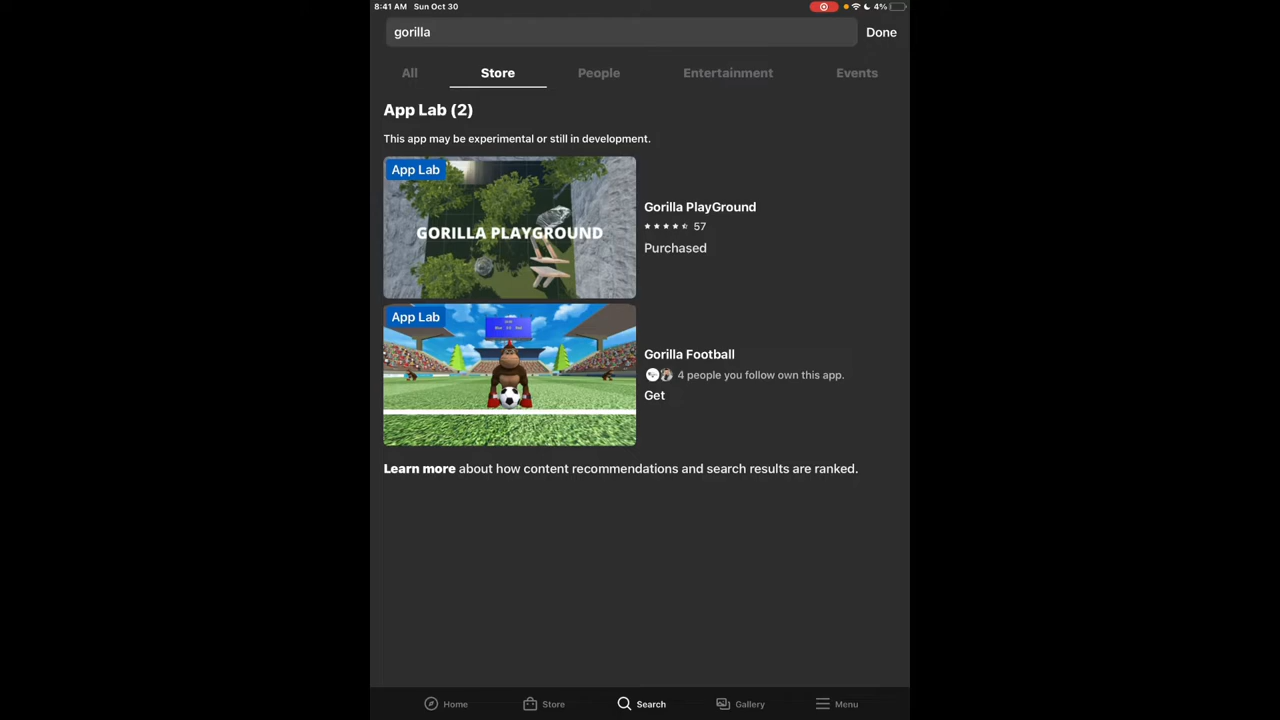 8:41 AM Sun Oct 30
4%
gorilla
Done
All
Store
People
Entertainment
Events
App Lab (2)
This app may be experimental or still in development.
App Lab
GORILLA PLAYGROUND
Gorilla PlayGround
57
Purchased
App Lab
Gorilla Football
4 people you follow own this app.
Get
Learn more about how content recommendations and search results are ranked.
Home
Store
Search
Gallery
Menu